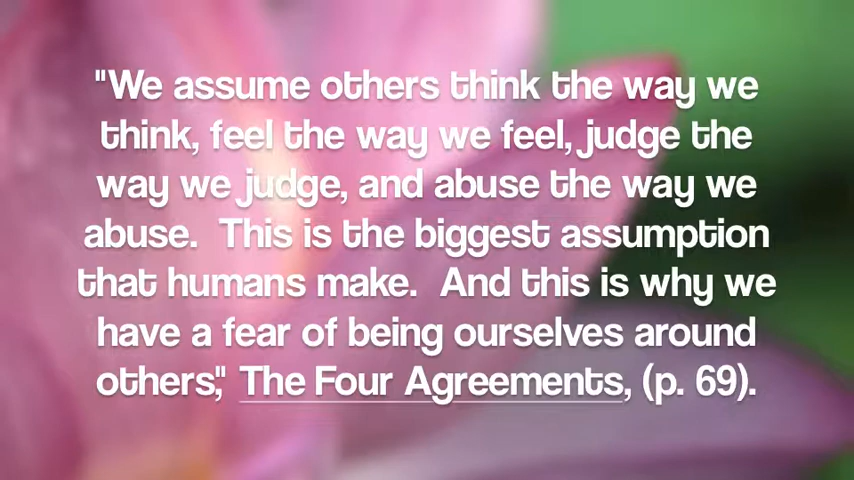 "We assume others think the way we
think, feel the way we feel, judge the
way we judge, and abuse the way we
abuse.  This is the biggest assumption
that humans make.  And this is why we
have a fear of being ourselves around
others," The Four Agreements, (p. 69).